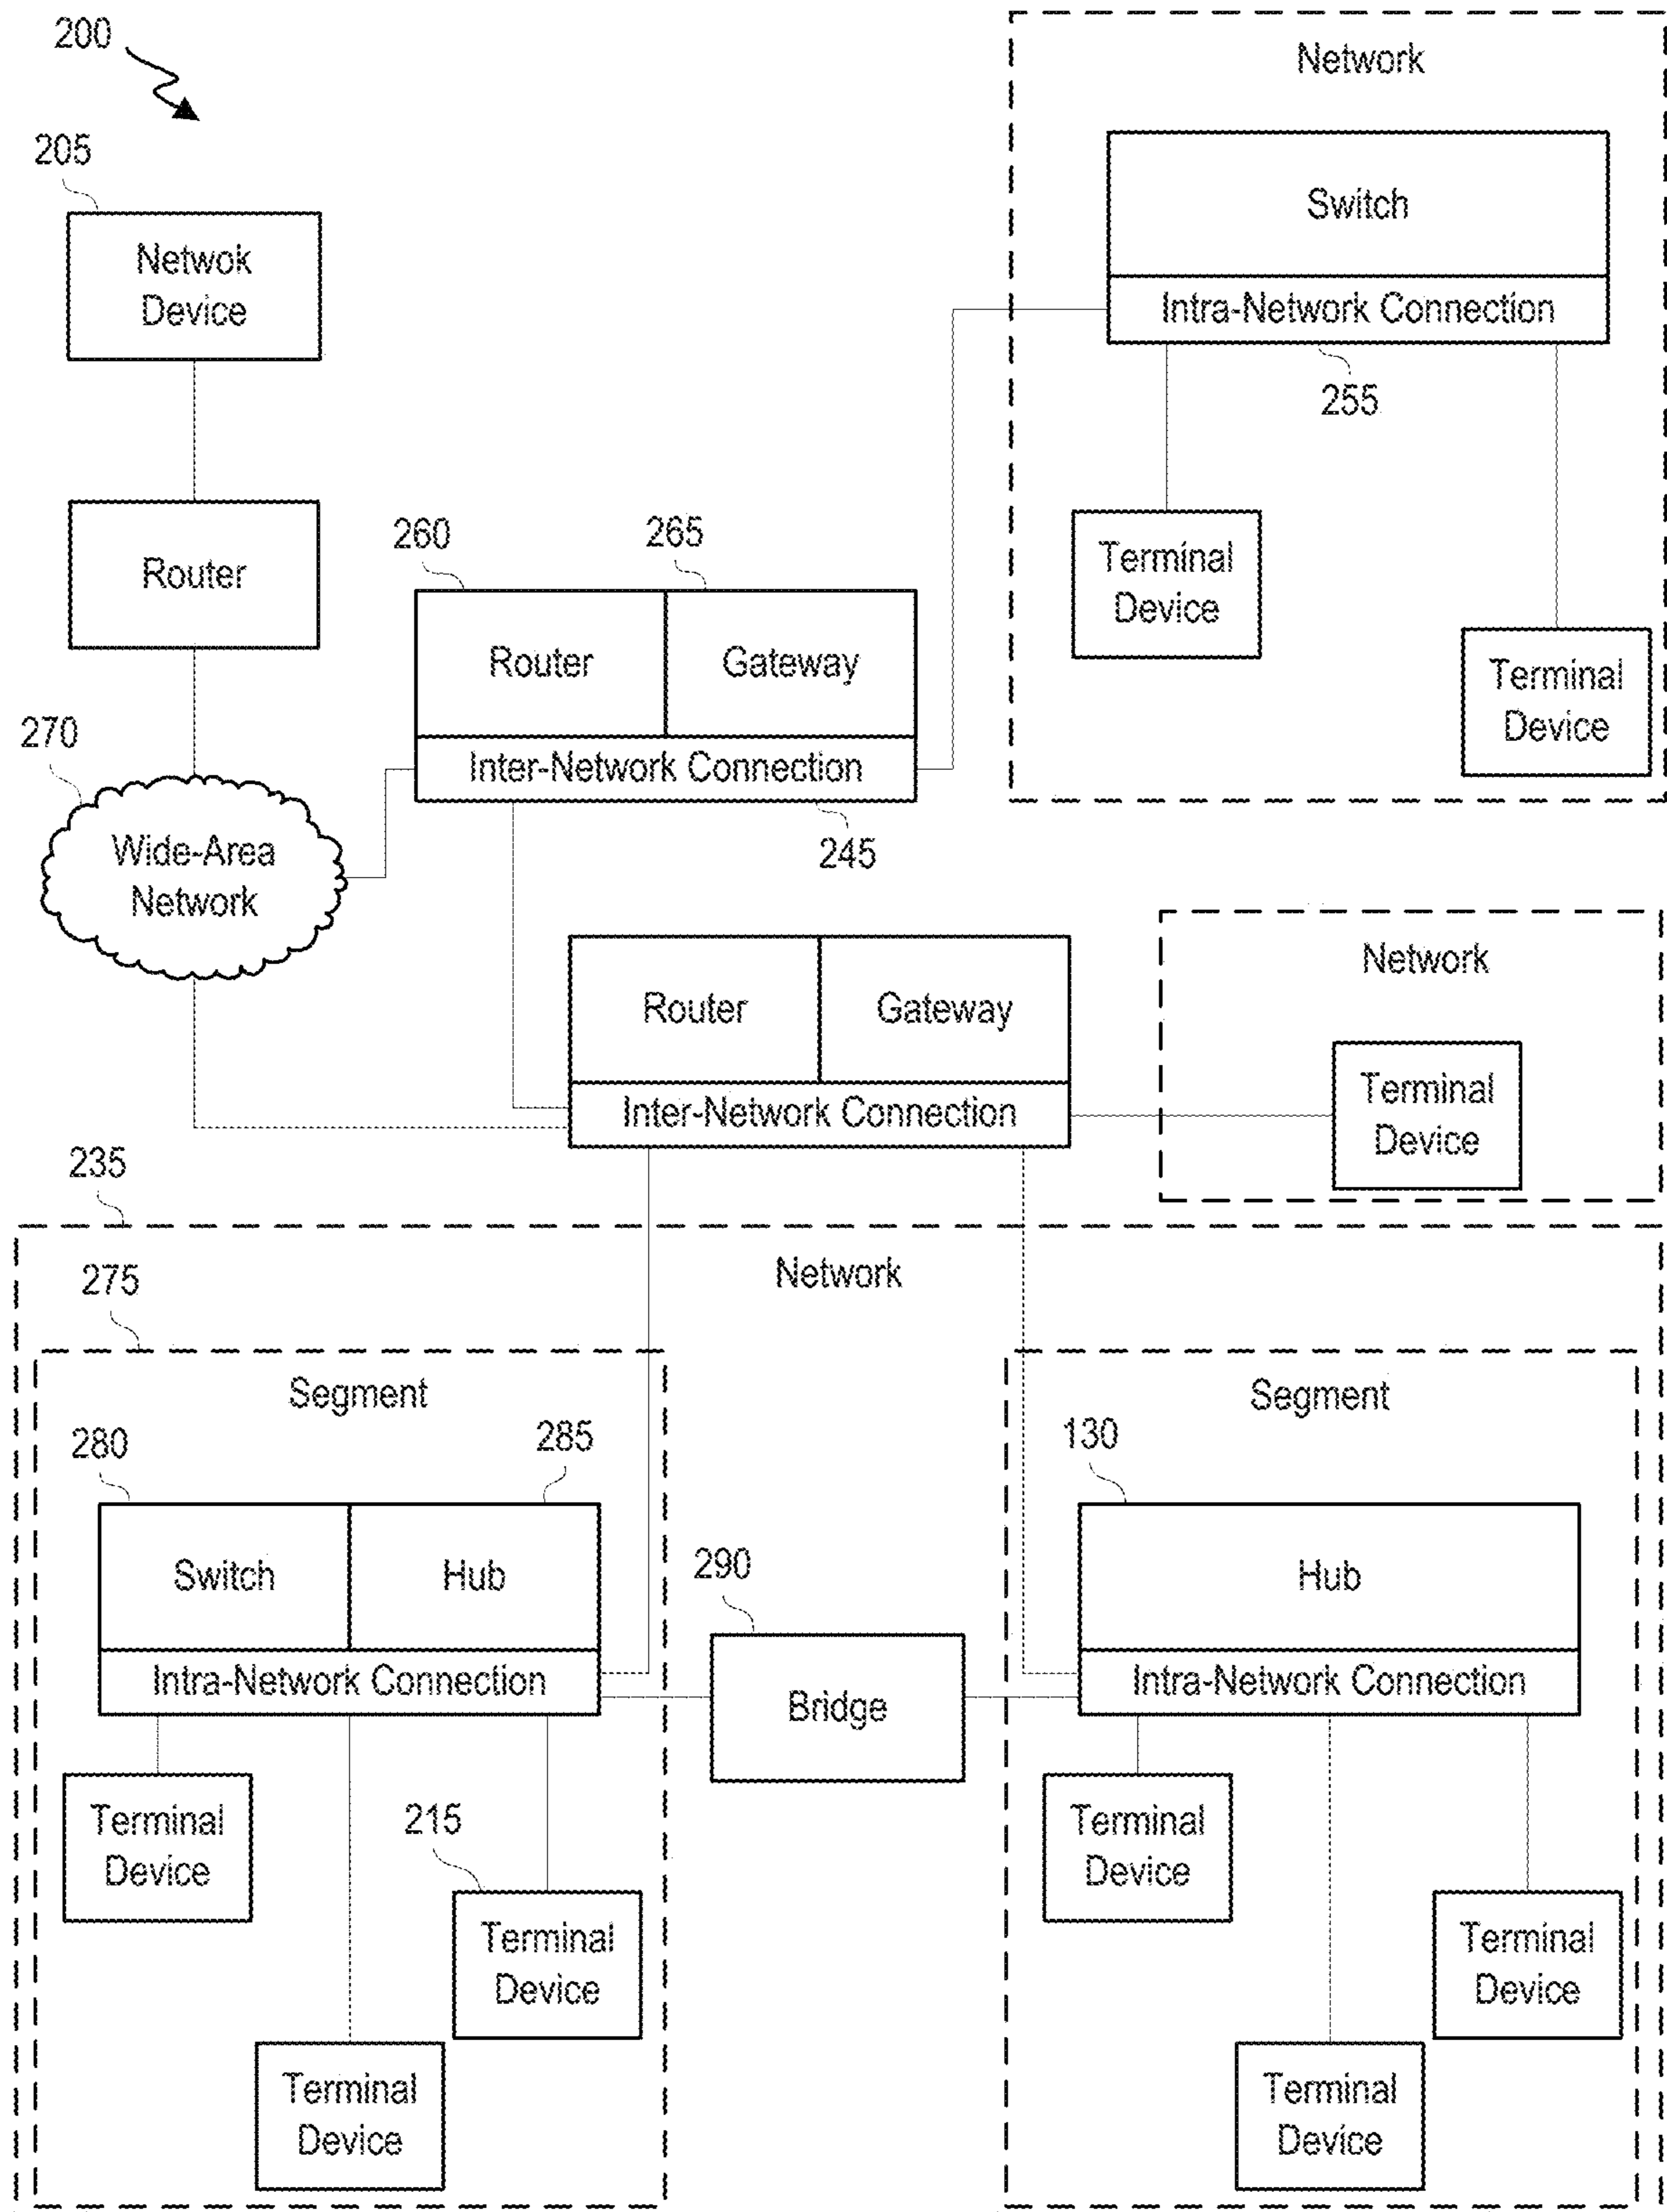 200
205
Netwok
Device
Router
270
Wide-Area
Network
260
265
Router
Gateway
Inter-Network Connection
245
Network
Switch
Intra-Network Connection
255
Terminal
Device
Terminal
Device
Router
Gateway
Inter-Network Connection
Network
Terminal
Device
235
Network
275
Segment
280
285
Switch
Hub
Intra-Network Connection
Terminal
Device
215
Terminal
Device
Terminal
Device
290
Bridge
Segment
130
Hub
Intra-Network Connection
Terminal
Device
Terminal
Device
Terminal
Device